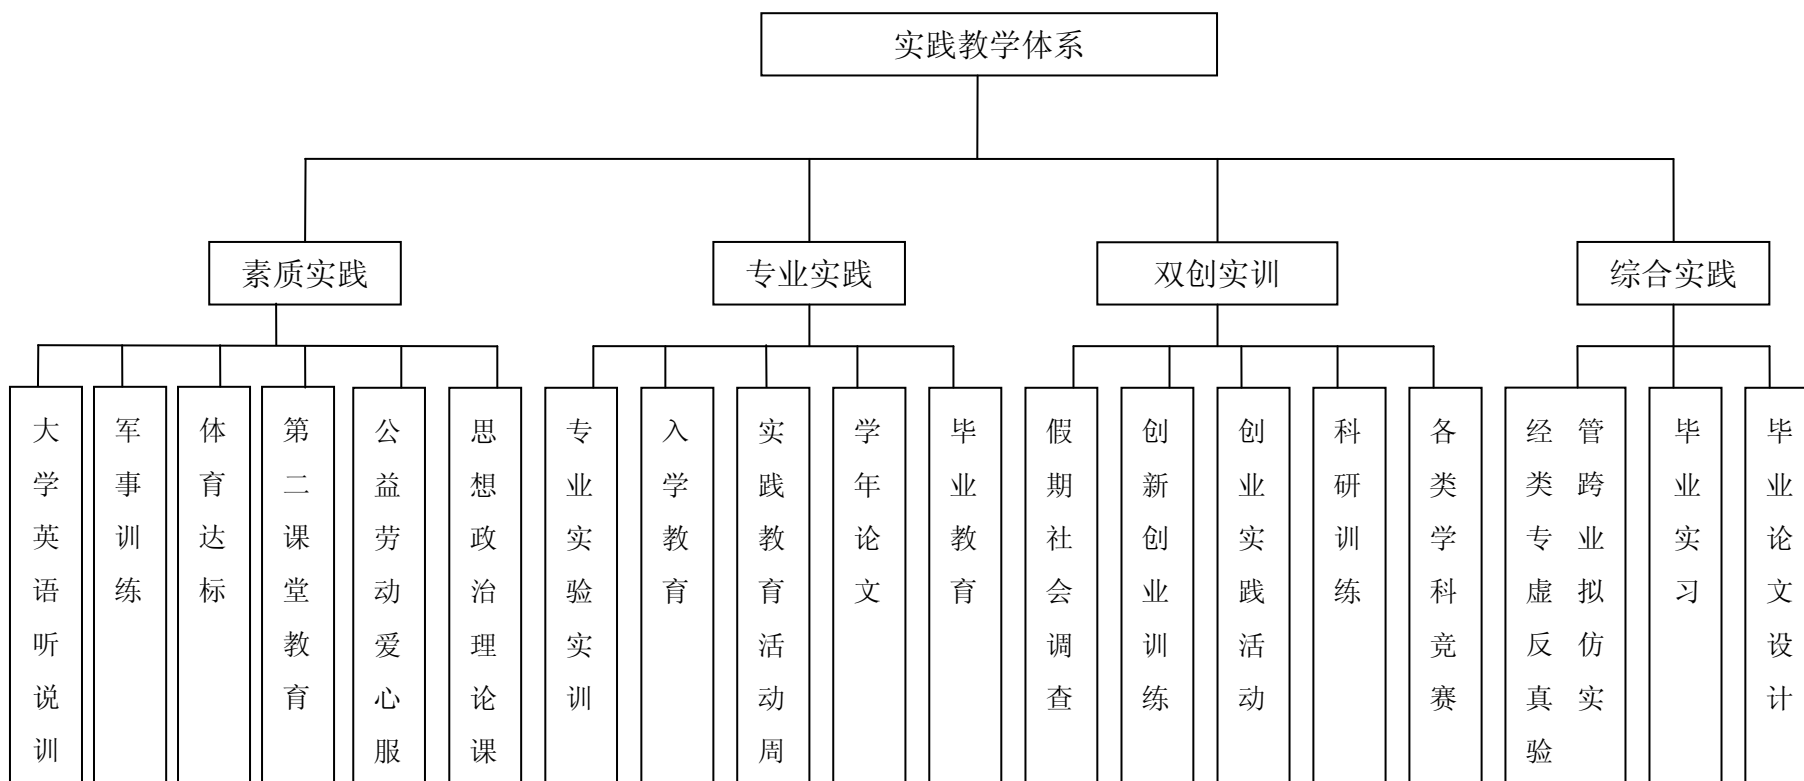 实践教学体系
素质实践
专业实践
双创实训
综合实践
大学英语听说训
军事训练
体育达标
第二课堂教育
公益劳动爱心服
思想政治理论课
专业实验实训
入学教育
实践教育活动周
学年论文
毕业教育
假期社会调查
创新创业训练
创业实践活动
科研训练
各类学科竞赛
经管类跨专业虚拟反仿真实验
毕业实习
毕业论文设计